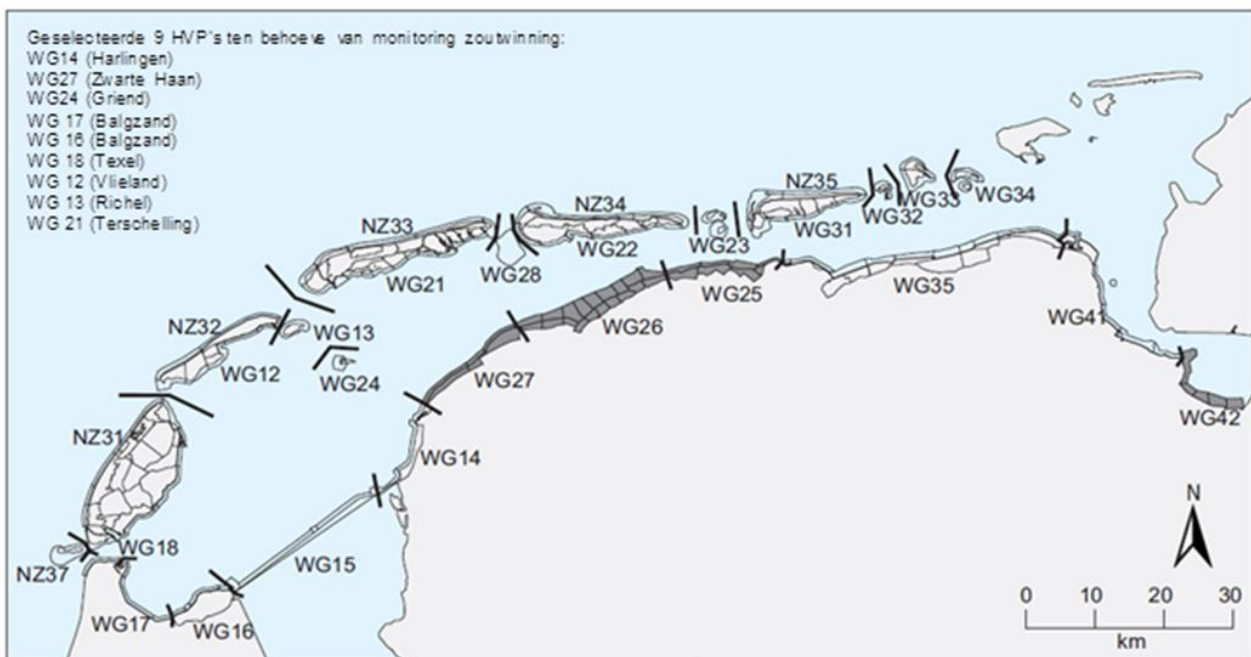 Geselecteerde 9 HVP's ten behoeve van monitoring zoutwinning:
WG14 (Harlingen)
WG27 (Zwarte Haan)
WG24 (Griend)
WG 17 (Balgzand)
WG 16 (Balgzand)
WG 18 (Texel)
WG 12 (Vlieland)
WG 13 (Richel)
WG 21 (Terschelling)
NZ35
WG34
WG33
WG32
NZ34
WG31
NZ33
WG23
WG22
WG28
WG21
WG25
WG35
NZ32
WG13
WG26
WG41
WG12
WG24
WG27
WG42
NZ31
WG14
N
WG18
WG15
NZ37
0 10 20 30
km
WG17
WG16